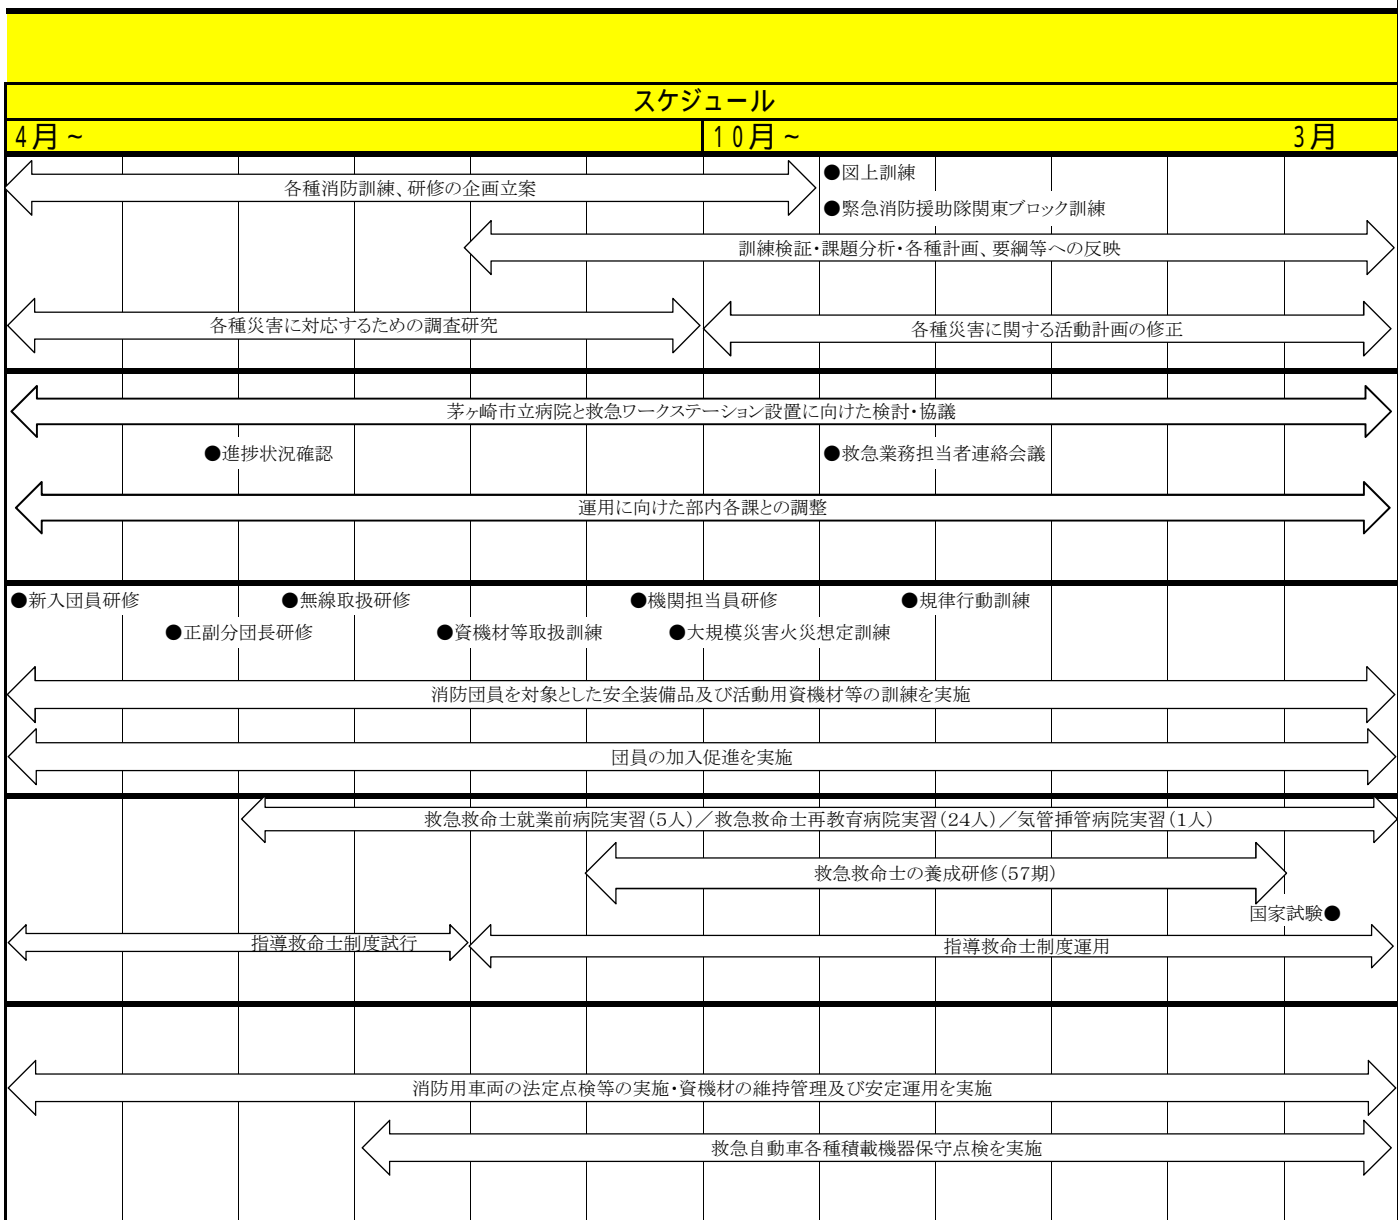 スケジュール
4月~
10月~
3月
各種消防訓練、研修の企画立案
●図上訓練
●緊急消防援助隊関東ブロック訓練
訓練検証・課題分析・各種計画、要綱等への反映
各種災害に対応するための調査研究
各種災害に関する活動計画の修正
茅ヶ崎市立病院と救急ワークステーション設置に向けた検討・協議
●進捗状況確認
●救急業務担当者連絡会議
運用に向けた部内各課との調整
●新入団員研修
●無線取扱研修
●機関担当員研修
●規律行動訓練
●正副分団長研修
●資機材等取扱訓練
●大規模災害火災想定訓練
消防団員を対象とした安全装備品及び活動用資機材等の訓練を実施
団員の加入促進を実施
救急救命士就業前病院実習(5人)/救急救命士再教育病院実習(24人)/気管挿管病院実習(1人)
救急救命士の養成研修(57期)
国家試験●
指導救命士制度試行
指導救命士制度運用
消防用車両の法定点検等の実施・資機材の維持管理及び安定運用を実施
救急自動車各種積載機器保守点検を実施